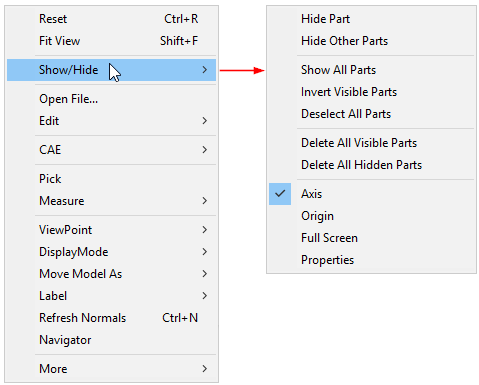 Reset Ctrl+R
Fit View Shift+F
Show/Hide
Open File...
Edit
CAE
Pick
Measure
ViewPoint
DisplayMode
Move Model As
Label
Refresh Normals Ctrl+N
Navigator
More
Hide Part
Hide Other Parts
Show All Parts
Invert Visible Parts
Deselect All Parts
Delete All Visible Parts
Delete All Hidden Parts
Axis
Origin
Full Screen
Properties